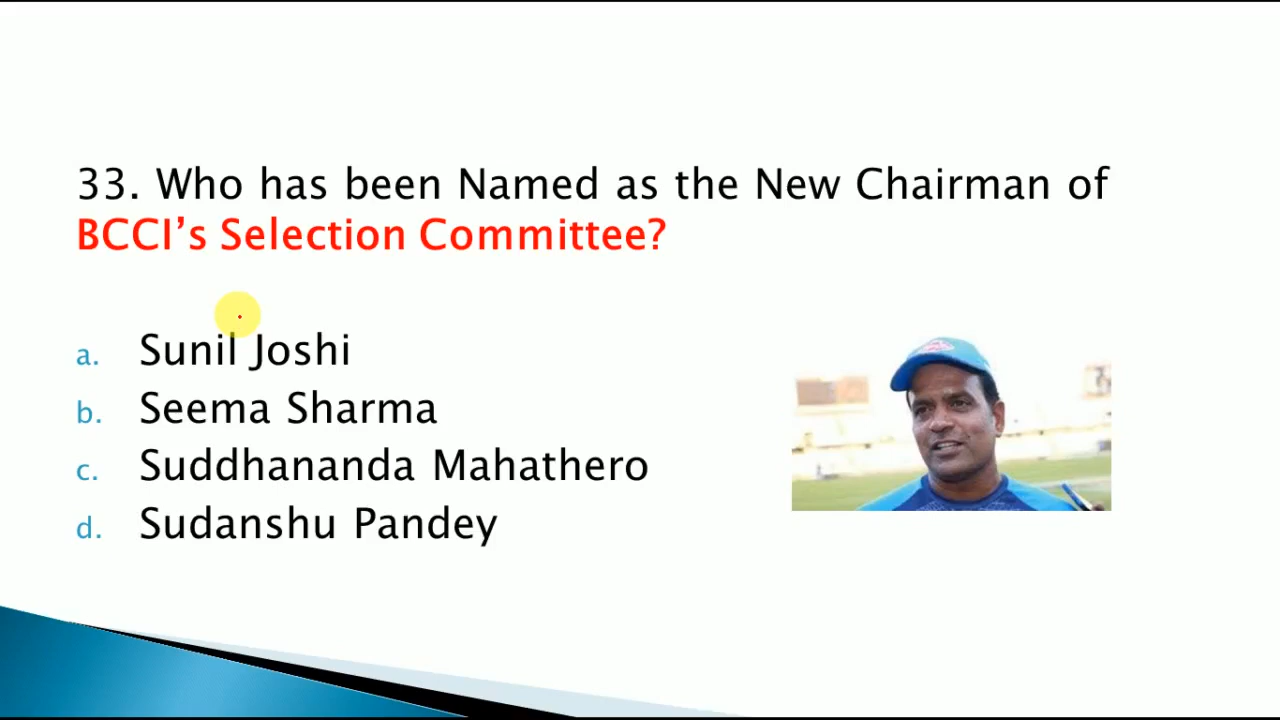 33. Who has been Named as the New Chairman of
BCCI’s Selection Committee?
a. Sunil Joshi
b. Seema Sharma
c. Suddhananda Mahathero
d. Sudanshu Pandey